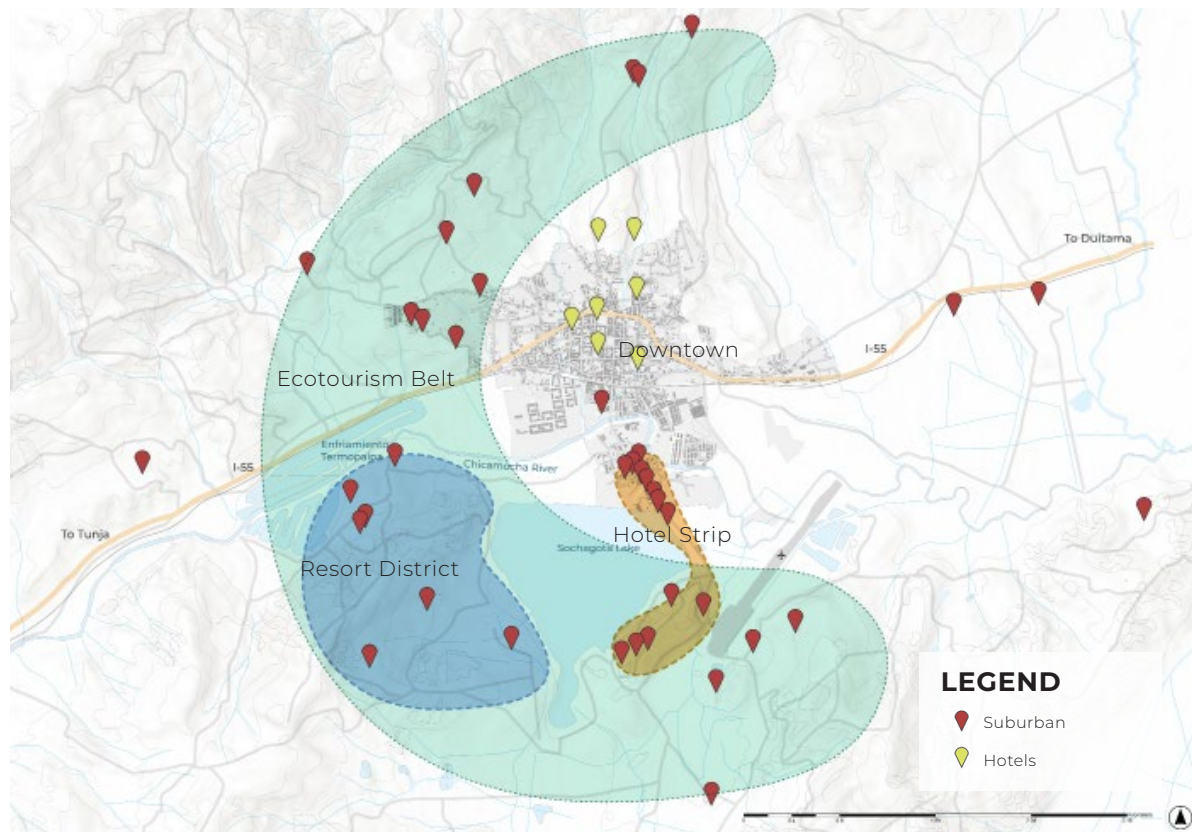 To Duitama
I-55
Downtown
Ecotourism Belt
Enfriamiento
Termopaipa
Chicamocha River
I-55
To Tunja
Hotel Strip
Sochagota Lake
Resort District
LEGEND
Suburban
Hotels